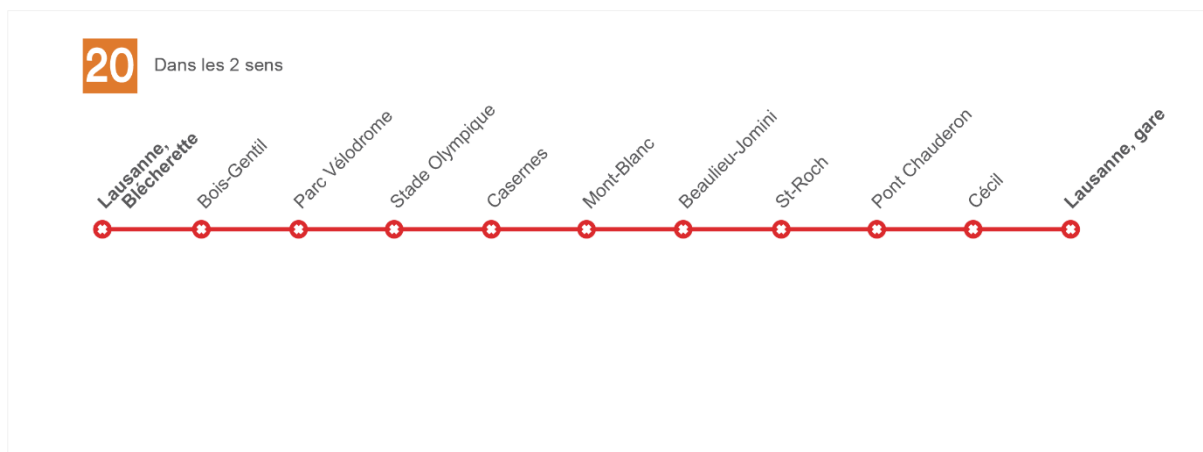 20
Dans les 2 sens
Lausanne,
Blécherette
Bois-Gentil
Parc Vélodrome
Stade Olympique
Casernes
Mont-Blanc
Beaulieu-Jomini
St-Roch
Pont Chauderon
Cécil
Lausanne, gare